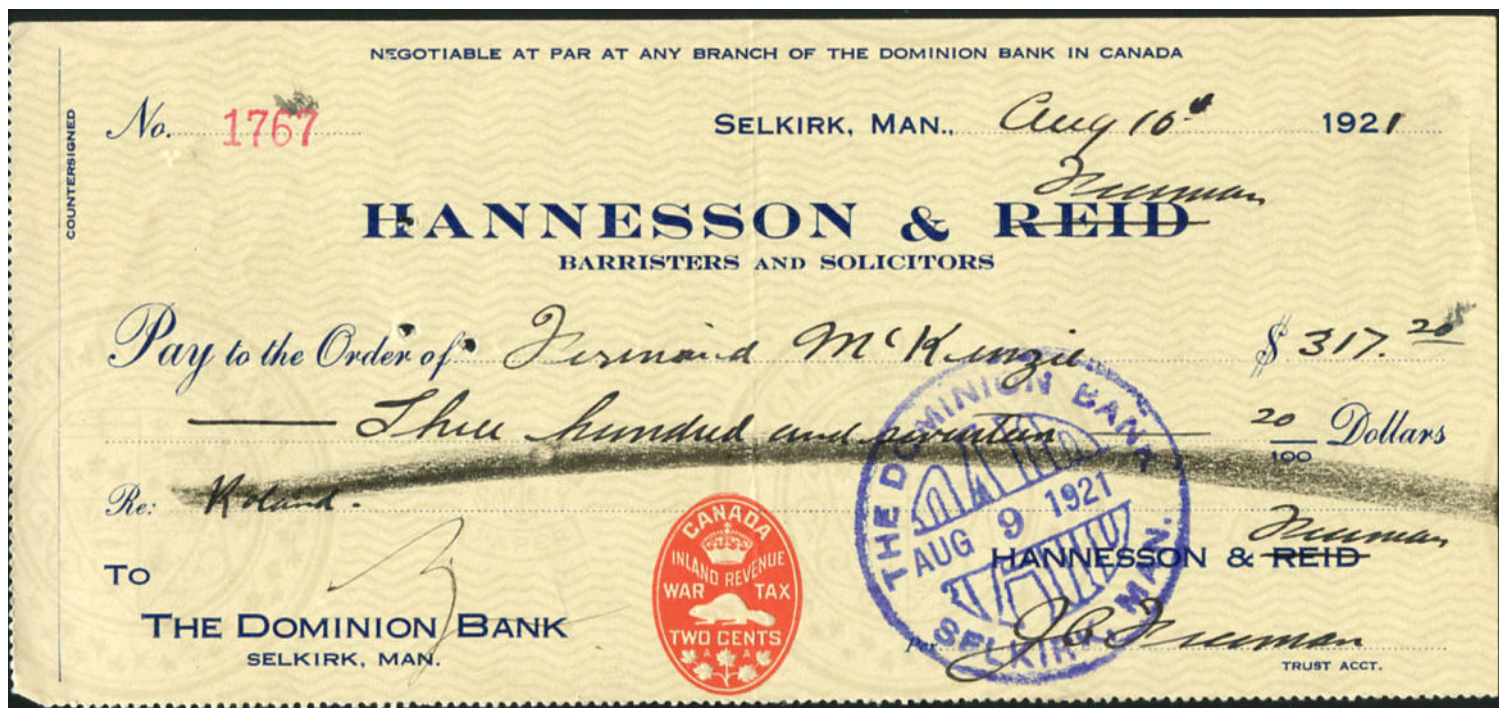 NEGOTIABLE AT PAR AT ANY BRANCH OF THE DOMINION BANK IN CANADA
COUNTERSIGNED
No. 1767
SELKIRK, MAN., Aug 10th 1921
Freeman
HANNESSON & REID
BARRISTERS AND SOLICITORS
Pay to the Order of McKenzie $ 317.20
Three hundred and seventeen 20/100 Dollars
Re: Roland.
THE DOMINION BANK
AUG 9 1921
SELKIRK, MAN.
CANADA
INLAND REVENUE
WAR TAX
TWO CENTS
Freeman
HANNESSON & REID
TO
THE DOMINION BANK
SELKIRK, MAN.
Per Freeman
TRUST ACCT.